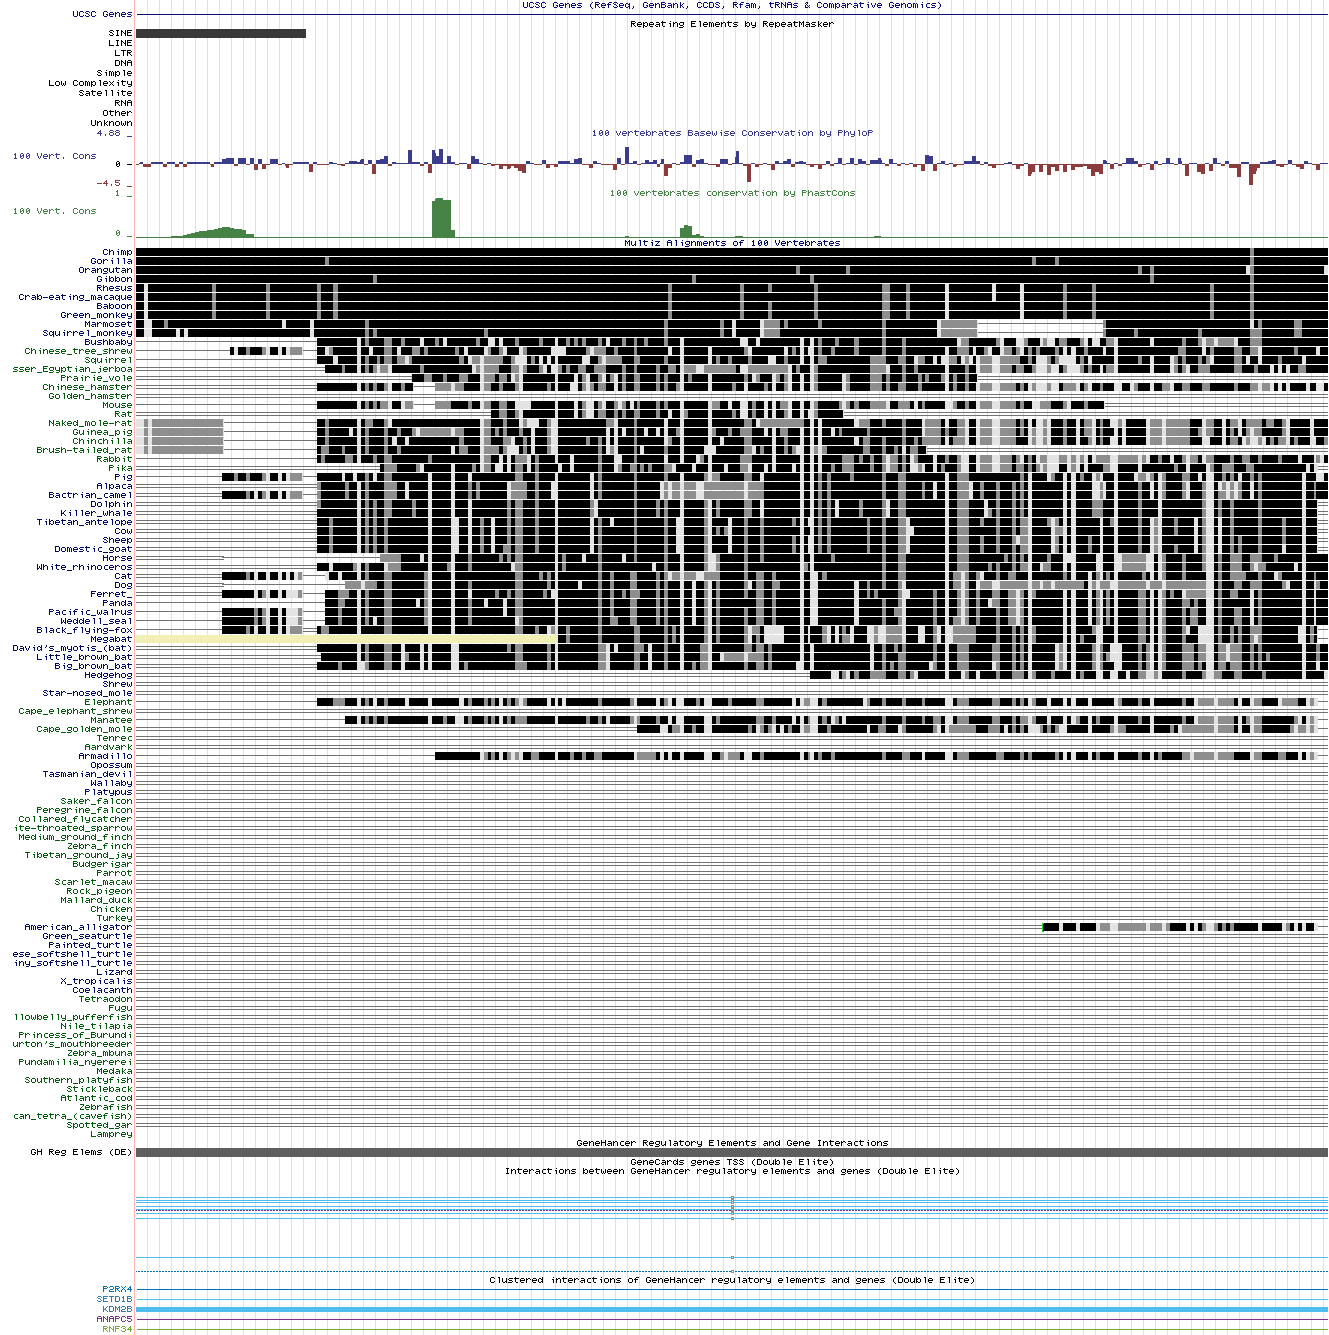 UCSC Genes (RefSeq, GenBank, CCDS, Rfam, tRNAs & Comparative Genomics)
UCSC Genes
Repeating Elements by RepeatMasker
SINE
LINE
LTR
DNA
Simple
Low Complexity
Satellite
RNA
Other
Unknown
4.88 _
100 vertebrates Basewise Conservation by PhyloP
100 Vert. Cons
0 _
-4.5 _
1 _
100 vertebrates conservation by PhastCons
100 Vert. Cons
0 _
Multiz Alignments of 100 Vertebrates
Chimp
Gorilla
Orangutan
Gibbon
Rhesus
Crab-eating_macaque
Baboon
Green_monkey
Marmoset
Squirrel_monkey
Bushbaby
Chinese_tree_shrew
Squirrel
sser_Egyptian_jerboa
Prairie_vole
Chinese_hamster
Golden_hamster
Mouse
Rat
Naked_mole-rat
Guinea_pig
Chinchilla
Brush-tailed_rat
Rabbit
Pika
Pig
Alpaca
Bactrian_camel
Dolphin
Killer_whale
Tibetan_antelope
Cow
Sheep
Domestic_goat
Horse
White_rhinoceros
Cat
Dog
Ferret_
Panda
Pacific_walrus
Weddell_seal
Black_flying-fox
Megabat
David's_myotis_(bat)
Little_brown_bat
Big_brown_bat
Hedgehog
Shrew
Star-nosed_mole
Elephant
Cape_elephant_shrew
Manatee
Cape_golden_mole
Tenrec
Aardvark
Armadillo
Opossum
Tasmanian_devil
Wallaby
Platypus
Saker_falcon
Peregrine_falcon
Collared_flycatcher
ite-throated_sparrow
Medium_ground_finch
Zebra_finch
Tibetan_ground_jay
Budgerigar
Parrot
Scarlet_macaw
Rock_pigeon
Mallard_duck
Chicken
Turkey
American_alligator
Green_seaturtle
Painted_turtle
ese_softshell_turtle
iny_softshell_turtle
Lizard
X_tropicalis
Coelacanth
Tetraodon
Fugu
llowbelly_pufferfish
Nile_tilapia
Princess_of_Burundi
urton's_mouthbreeder
Zebra_mbuna
Pundamilia_nyererei
Medaka
Southern_platyfish
Stickleback
Atlantic_cod
Zebrafish
can_tetra_(cavefish)
Spotted_gar
Lamprey
GeneHancer Regulatory Elements and Gene Interactions
GH Reg Elems (DE)
GeneCards genes TSS (Double Elite)
Interactions between GeneHancer regulatory elements and genes (Double Elite)
Clustered interactions of GeneHancer regulatory elements and genes (Double Elite)
P2RX4
SETD1B
KDM2B
ANAPC5
RNF34